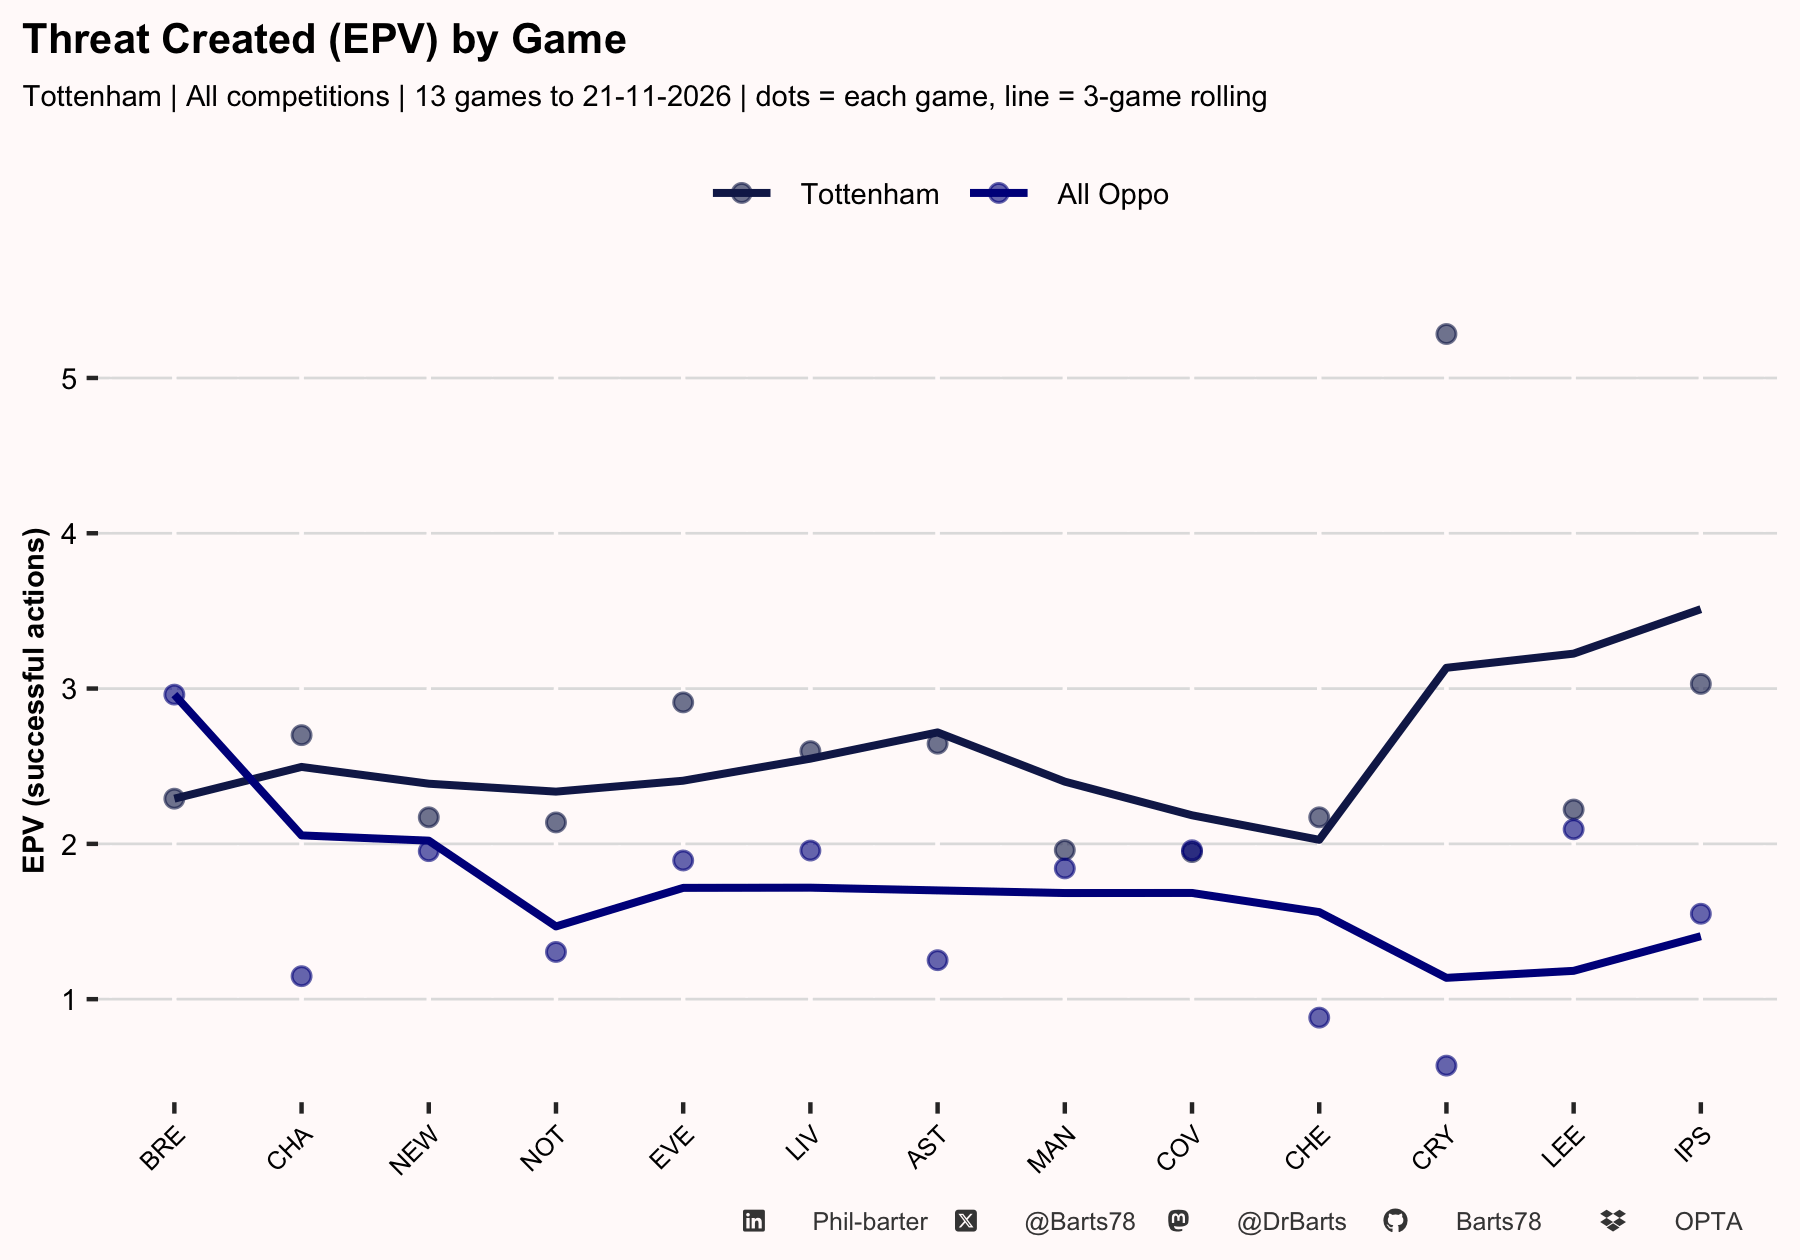 Threat Created (EPV) by Game
Tottenham | All competitions | 13 games to 21-11-2026 | dots = each game, line = 3-game rolling
Tottenham All Oppo
EPV (successful actions)
5
4
3
2
1
BRE CHA NEW NOT EVE LIV AST MAN COV CHE CRY LEE IPS
Phil-barter @Barts78 @DrBarts Barts78 OPTA